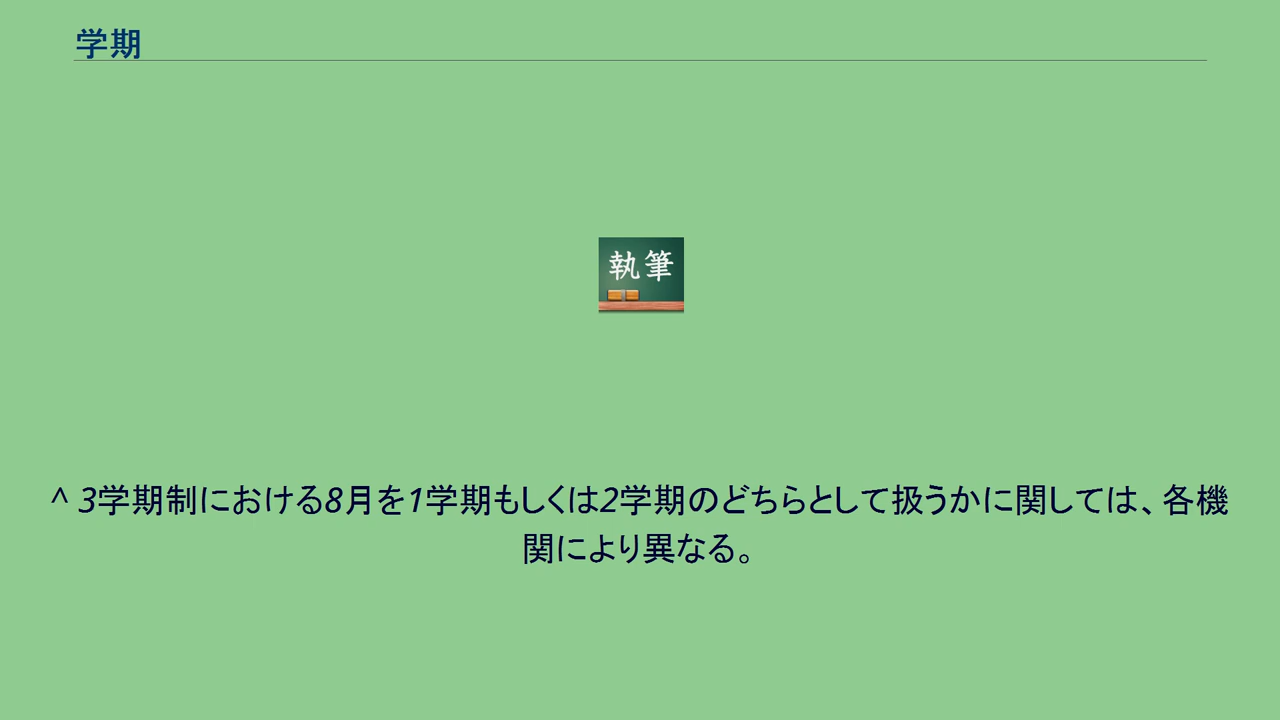 学期
執筆
^ 3学期制における8月を1学期もしくは2学期のどちらとして扱うかに関しては、各機
関により異なる。